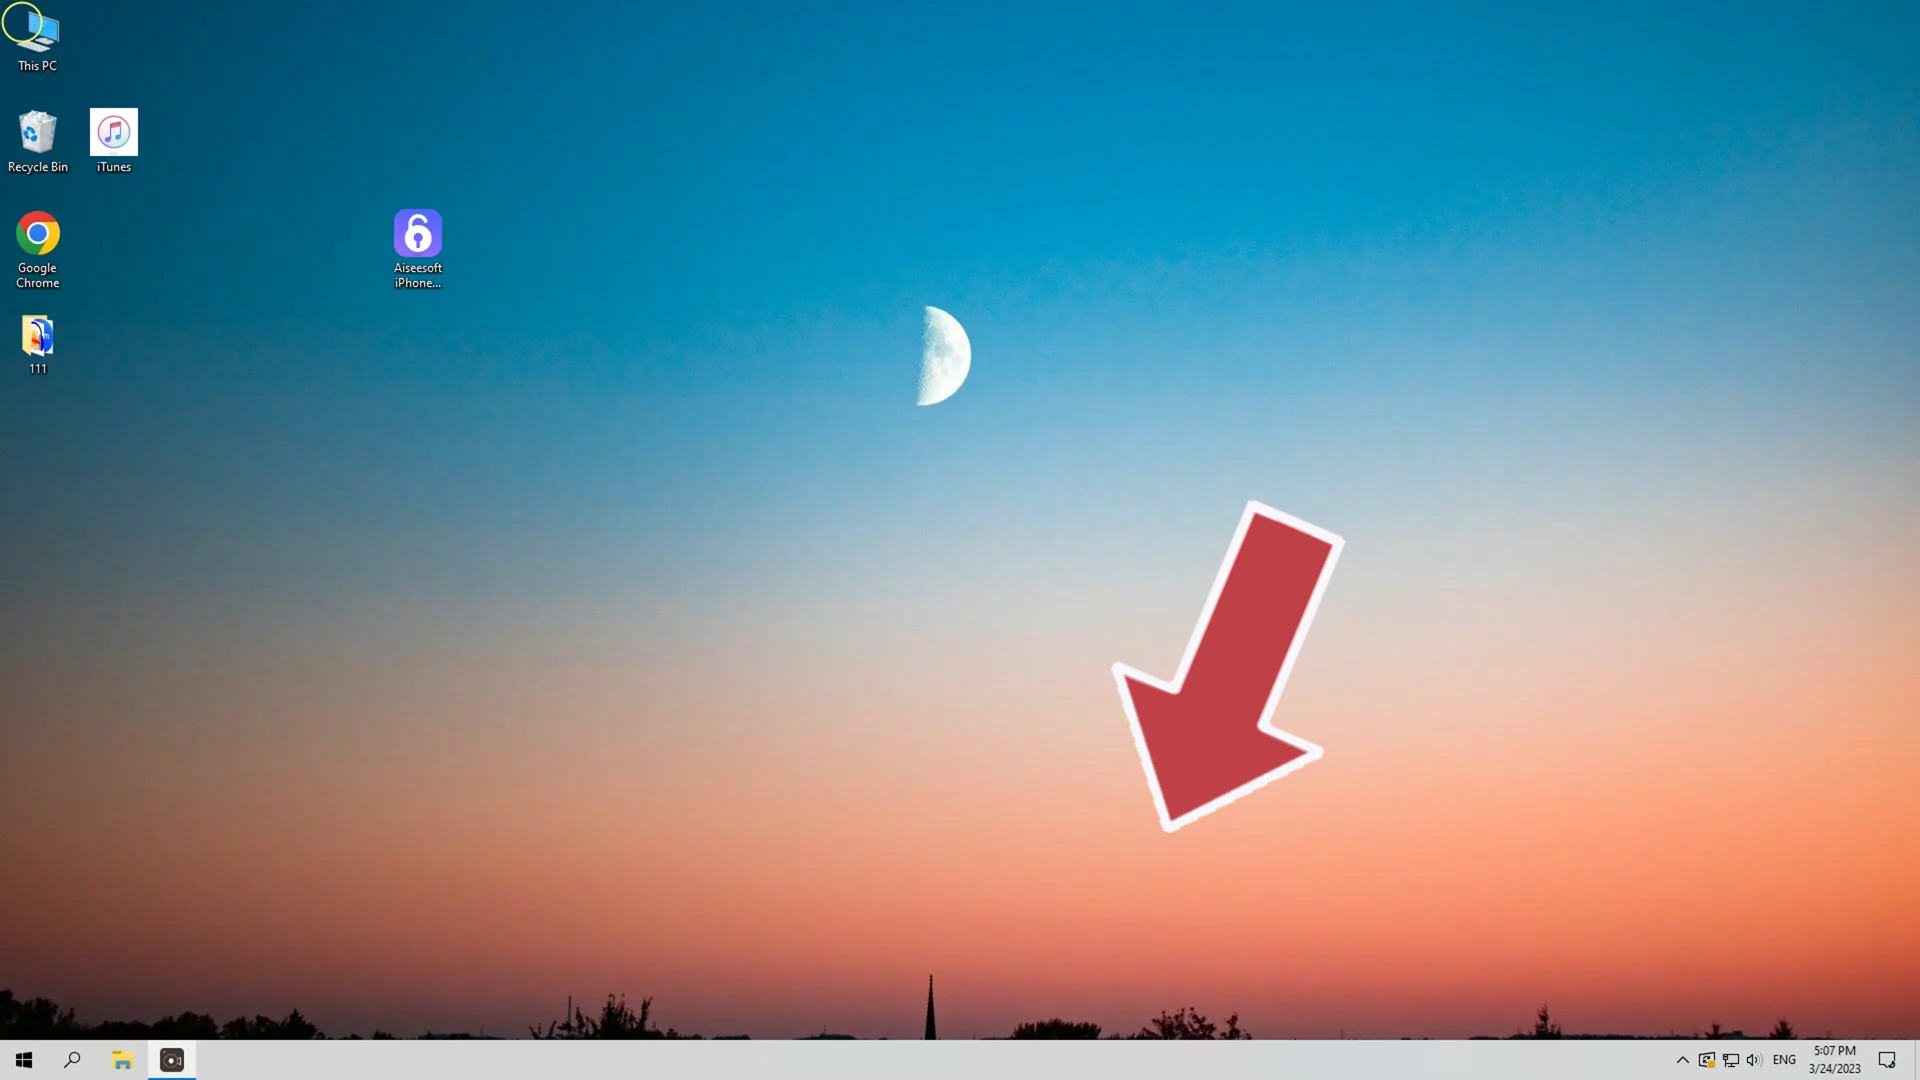 This PC
Recycle Bin
iTunes
Google
Chrome
Aiseesoft
iPhone...
111
ENG
5:07 PM
3/24/2023